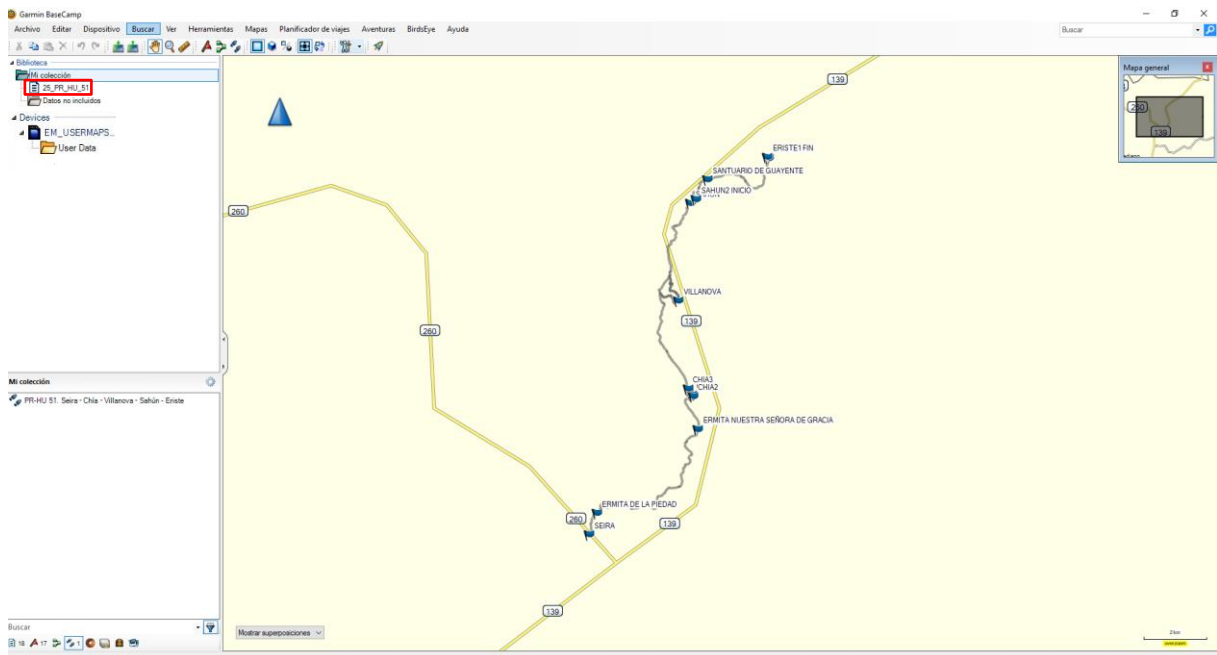 Garmin BaseCamp
Archivo Editar Dispositivo Buscar Ver Herramientas Mapas Planificador de viajes Aventuras BirdsEye Ayuda
Buscar
Biblioteca
Mi colección
25_PR_HU_51
Datos no incluidos
Devices
EM_USERMAPS...
User Data
Mi colección
PR-HU 51. Seira - Chía - Villanova - Sahún - Eriste
Buscar
18 17 1
Mapa general
260
139
139
ERISTE1 FIN
SANTUARIO DE GUAYENTE
SAHUN2 INICIO
260
VILLANOVA
139
260
CHIA3
CHIA2
ERMITA NUESTRA SEÑORA DE GRACIA
ERMITA DE LA PIEDAD
260
SEIRA
139
139
Mostrar superposiciones
2 km
overzoom